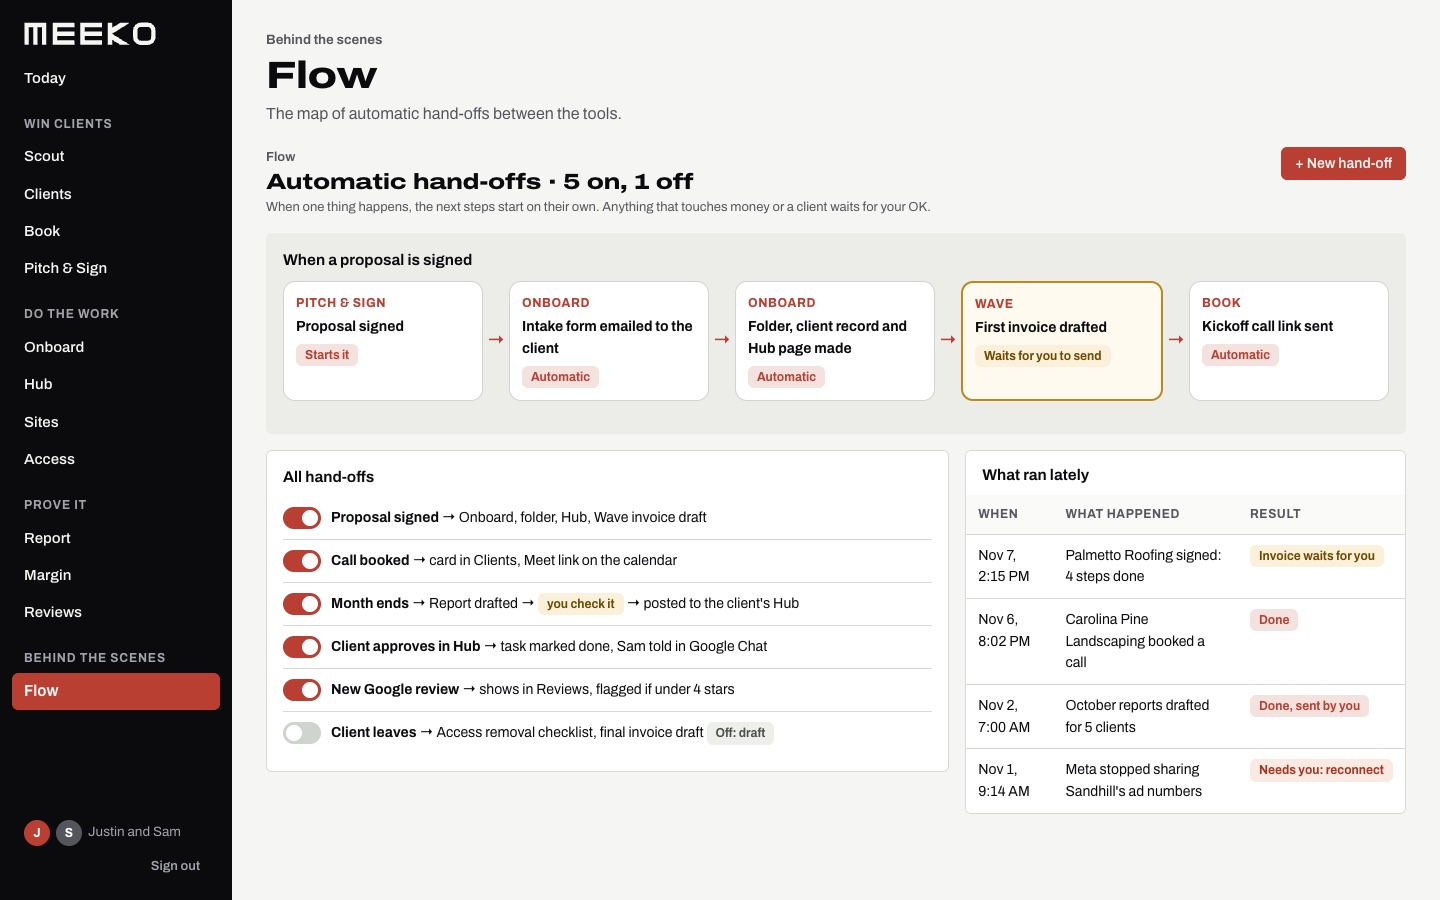 MEEKO
Today
WIN CLIENTS
Scout
Clients
Book
Pitch & Sign
DO THE WORK
Onboard
Hub
Sites
Access
PROVE IT
Report
Margin
Reviews
BEHIND THE SCENES
Flow
J S Justin and Sam
Sign out
Behind the scenes
Flow
The map of automatic hand-offs between the tools.
Flow
Automatic hand-offs · 5 on, 1 off
When one thing happens, the next steps start on their own. Anything that touches money or a client waits for your OK.
+ New hand-off
When a proposal is signed
PITCH & SIGN
Proposal signed
Starts it
→
ONBOARD
Intake form emailed to the
client
Automatic
→
ONBOARD
Folder, client record and
Hub page made
Automatic
→
WAVE
First invoice drafted
Waits for you to send
→
BOOK
Kickoff call link sent
Automatic
All hand-offs
Proposal signed → Onboard, folder, Hub, Wave invoice draft
Call booked → card in Clients, Meet link on the calendar
Month ends → Report drafted → you check it → posted to the client's Hub
Client approves in Hub → task marked done, Sam told in Google Chat
New Google review → shows in Reviews, flagged if under 4 stars
Client leaves → Access removal checklist, final invoice draft Off: draft
What ran lately
WHEN WHAT HAPPENED RESULT
Nov 7, Palmetto Roofing signed: Invoice waits for you
2:15 PM 4 steps done
Nov 6, Carolina Pine Done
8:02 PM Landscaping booked a
call
Nov 2, October reports drafted Done, sent by you
7:00 AM for 5 clients
Nov 1, Meta stopped sharing Needs you: reconnect
9:14 AM Sandhill's ad numbers